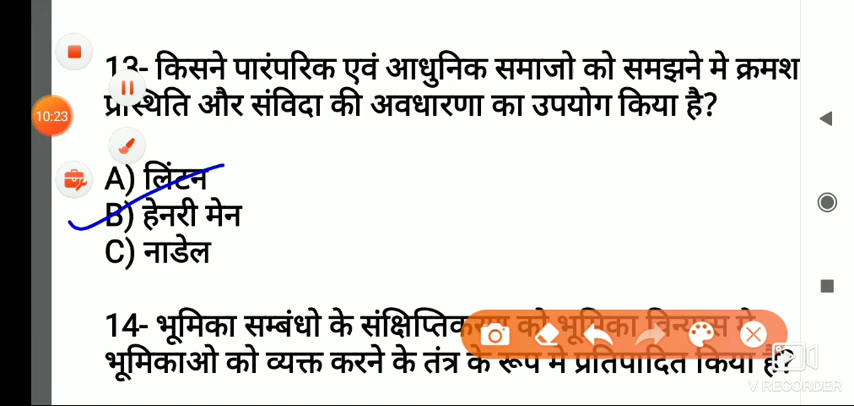 13- किसने पारंपरिक एवं आधुनिक समाजो को समझने मे क्रमश
प्रस्थिति और संविदा की अवधारणा का उपयोग किया है?
10:23
A) लिंटन
B) हेनरी मेन
C) नाडेल
14- भूमिका सम्बंधो के संक्षिप्तिकरण को भूमिका विन्यास मे
भूमिकाओ को व्यक्त करने के तंत्र के रूप मे प्रतिपादित किया है?
V RECORDER